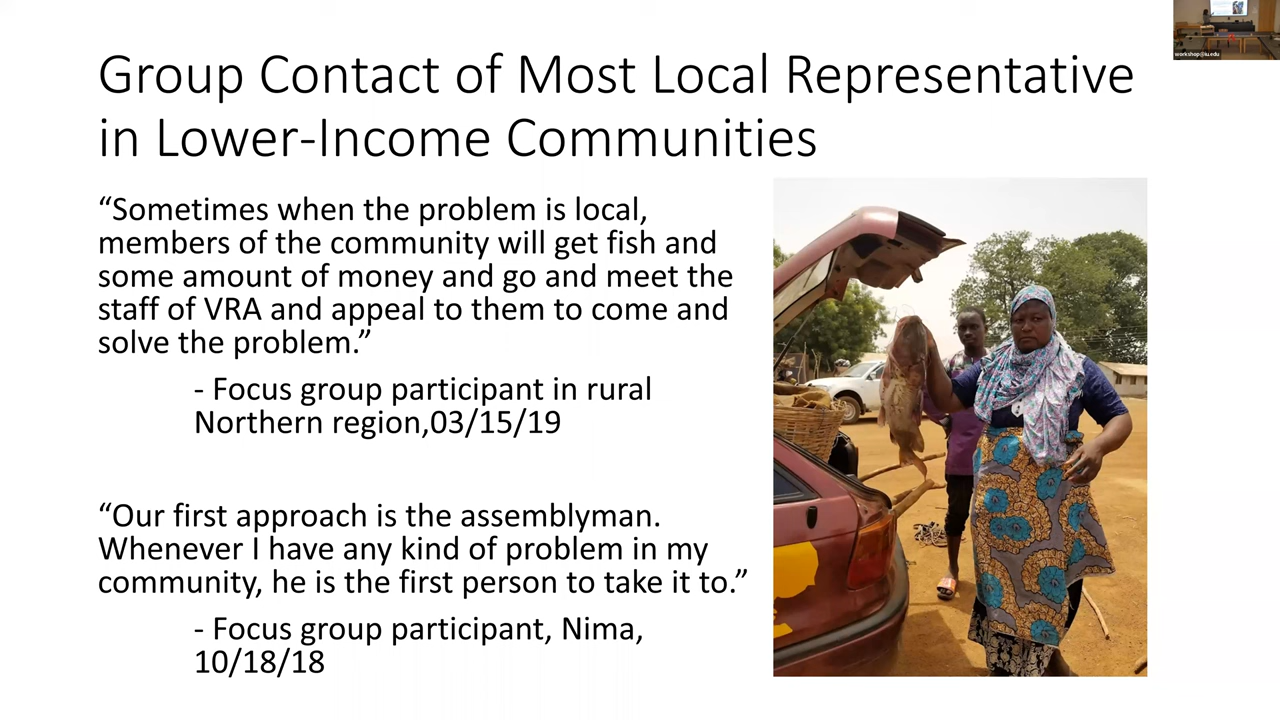 Group Contact of Most Local Representative
in Lower-Income Communities
“Sometimes when the problem is local,
members of the community will get fish and
some amount of money and go and meet the
staff of VRA and appeal to them to come and
solve the problem.”
- Focus group participant in rural
Northern region,03/15/19
“Our first approach is the assemblyman.
Whenever I have any kind of problem in my
community, he is the first person to take it to.”
- Focus group participant, Nima,
10/18/18
workshop@iu.edu